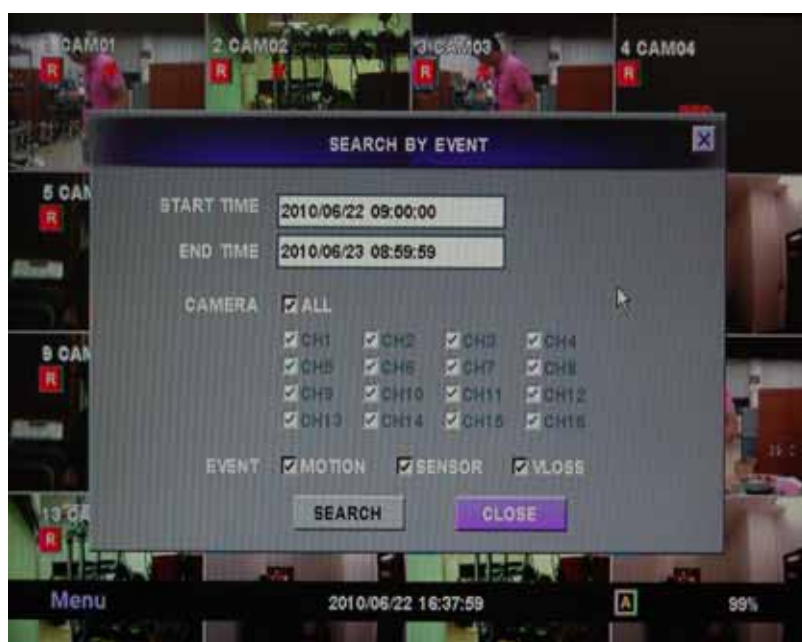 1 CAM01 2 CAM02 3 CAM03 4 CAM04
R R R R
SEARCH BY EVENT X
5 CAM
R
START TIME 2010/06/22 09:00:00
END TIME 2010/06/23 08:59:59
CAMERA ALL
CH1 CH2 CH3 CH4
9 CAM
CH5 CH6 CH7 CH8
R
CH9 CH10 CH11 CH12
CH13 CH14 CH15 CH16
EVENT MOTION SENSOR VLOSS
13 CA
R
SEARCH CLOSE
Menu 2010/06/22 16:37:59 A 99%